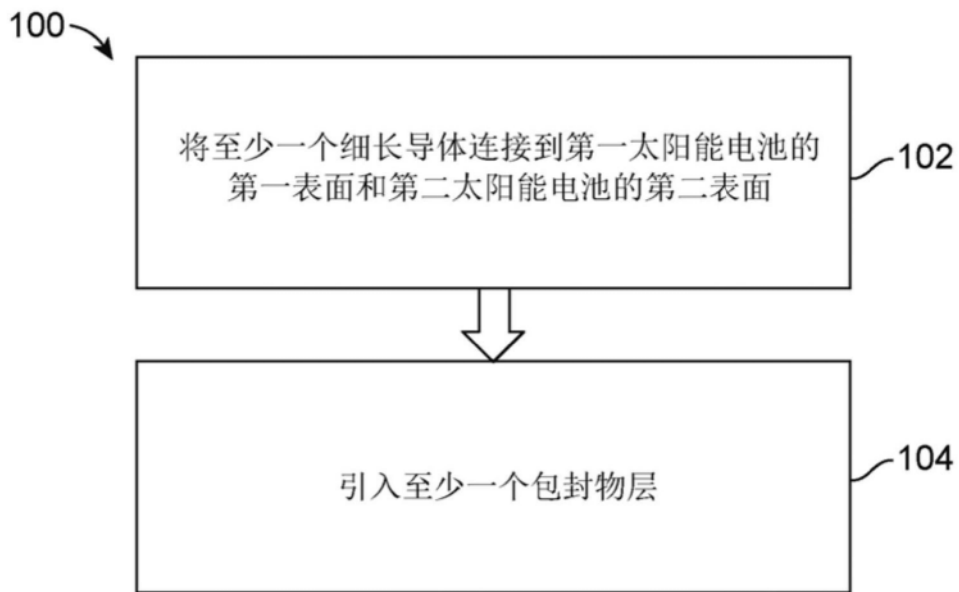 100
将至少一个细长导体连接到第一太阳能电池的
第一表面和第二太阳能电池的第二表面
102
引入至少一个包封物层
104